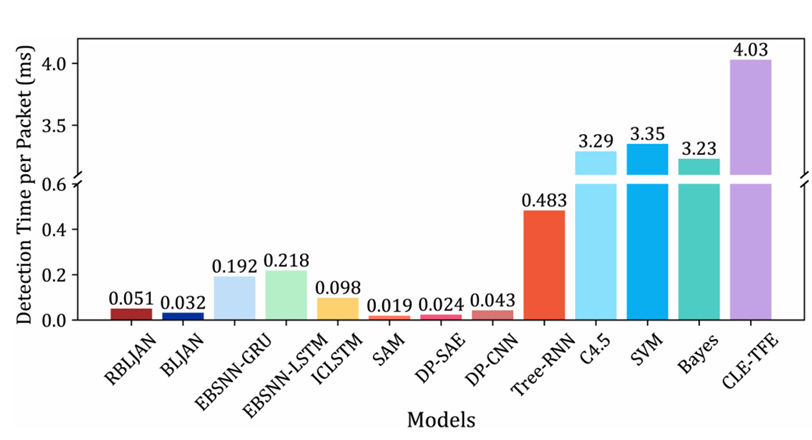 Detection Time per Packet (ms)
4.0
3.5
0.6
0.4
0.2
0.0
0.051
0.032
0.192
0.218
0.098
0.019
0.024
0.043
0.483
3.29
3.35
3.23
4.03
RBLJAN
BLJAN
EBSNN-GRU
EBSNN-LSTM
ICLSTM
SAM
DP-SAE
DP-CNN
Tree-RNN
C4.5
SVM
Bayes
CLE-TFE
Models